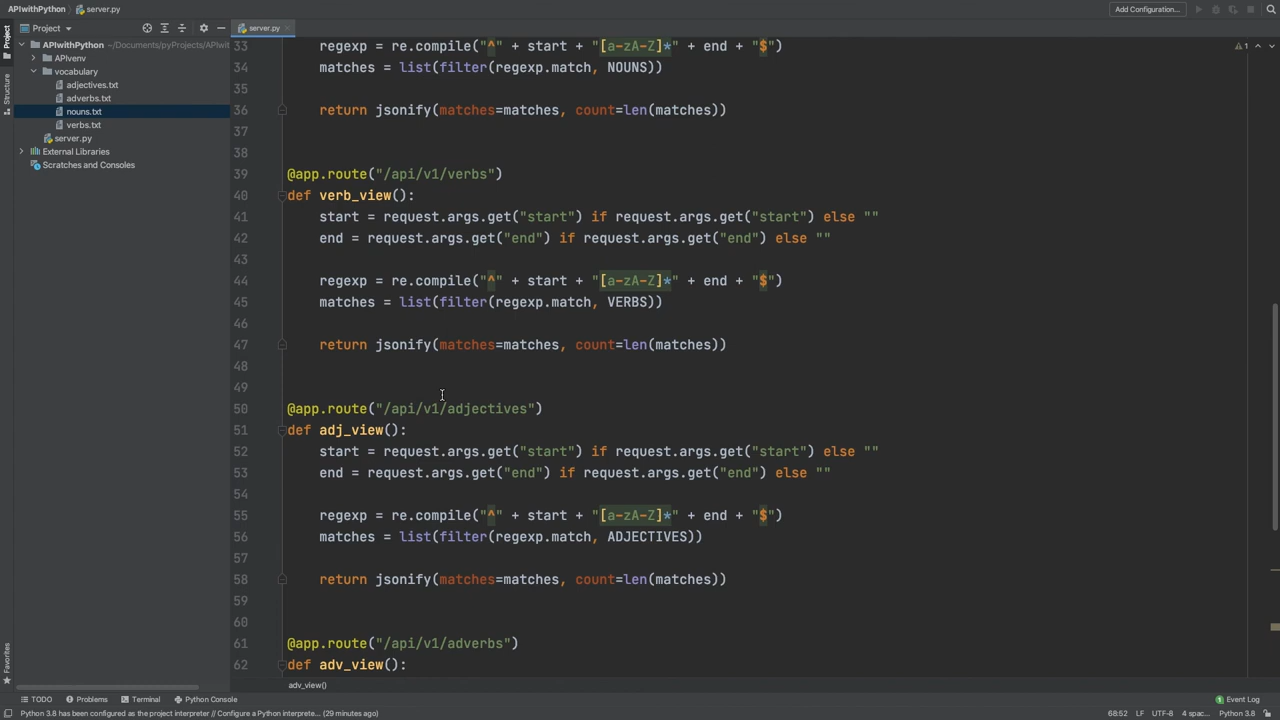 APIwithPython
server.py
Add Configuration...
Project
server.py
Project
APIwithPython ~/Documents/pyProjects/APIwit
APIvenv
vocabulary
adjectives.txt
adverbs.txt
nouns.txt
verbs.txt
server.py
External Libraries
Scratches and Consoles
Structure
Favorites
1
33 regexp = re.compile("^" + start + "[a-zA-Z]*" + end + "$")
34 matches = list(filter(regexp.match, NOUNS))
35
36 return jsonify(matches=matches, count=len(matches))
37
38
39 @app.route("/api/v1/verbs")
40 def verb_view():
41 start = request.args.get("start") if request.args.get("start") else ""
42 end = request.args.get("end") if request.args.get("end") else ""
43
44 regexp = re.compile("^" + start + "[a-zA-Z]*" + end + "$")
45 matches = list(filter(regexp.match, VERBS))
46
47 return jsonify(matches=matches, count=len(matches))
48
49
50 @app.route("/api/v1/adjectives")
51 def adj_view():
52 start = request.args.get("start") if request.args.get("start") else ""
53 end = request.args.get("end") if request.args.get("end") else ""
54
55 regexp = re.compile("^" + start + "[a-zA-Z]*" + end + "$")
56 matches = list(filter(regexp.match, ADJECTIVES))
57
58 return jsonify(matches=matches, count=len(matches))
59
60
61 @app.route("/api/v1/adverbs")
62 def adv_view():
adv_view()
TODO Problems Terminal Python Console Event Log
Python 3.8 has been configured as the project interpreter // Configure a Python interprete... (29 minutes ago) 68:52 LF UTF-8 4 spac... Python 3.8